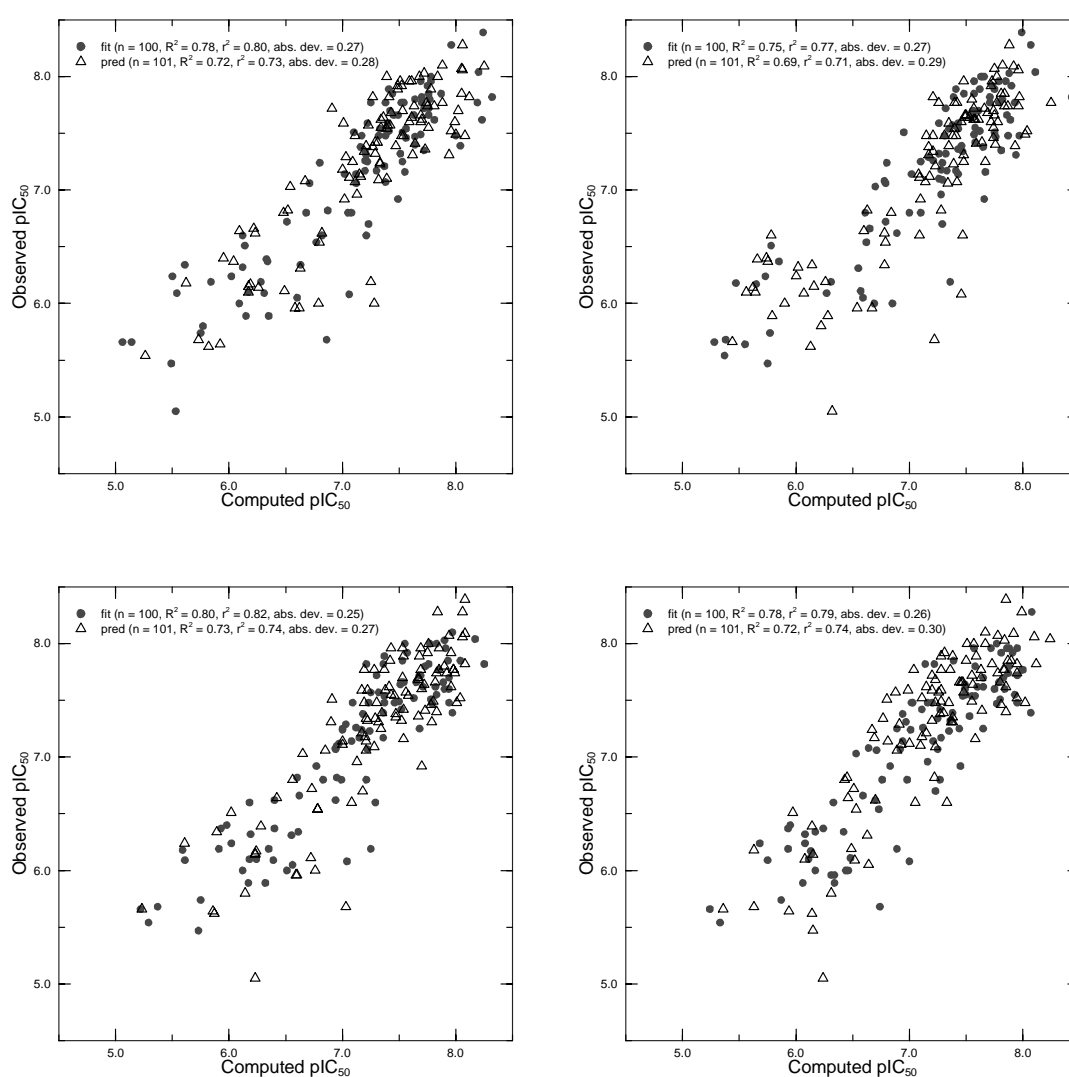 fit (n = 100, R² = 0.78, r² = 0.80, abs. dev. = 0.27)
pred (n = 101, R² = 0.72, r² = 0.73, abs. dev. = 0.28)
8.0
7.0
6.0
5.0
Observed pIC₅₀
5.0 6.0 7.0 8.0
Computed pIC₅₀
fit (n = 100, R² = 0.75, r² = 0.77, abs. dev. = 0.27)
pred (n = 101, R² = 0.69, r² = 0.71, abs. dev. = 0.29)
8.0
7.0
6.0
5.0
Observed pIC₅₀
5.0 6.0 7.0 8.0
Computed pIC₅₀
fit (n = 100, R² = 0.80, r² = 0.82, abs. dev. = 0.25)
pred (n = 101, R² = 0.73, r² = 0.74, abs. dev. = 0.27)
8.0
7.0
6.0
5.0
Observed pIC₅₀
5.0 6.0 7.0 8.0
Computed pIC₅₀
fit (n = 100, R² = 0.78, r² = 0.79, abs. dev. = 0.26)
pred (n = 101, R² = 0.72, r² = 0.74, abs. dev. = 0.30)
8.0
7.0
6.0
5.0
Observed pIC₅₀
5.0 6.0 7.0 8.0
Computed pIC₅₀